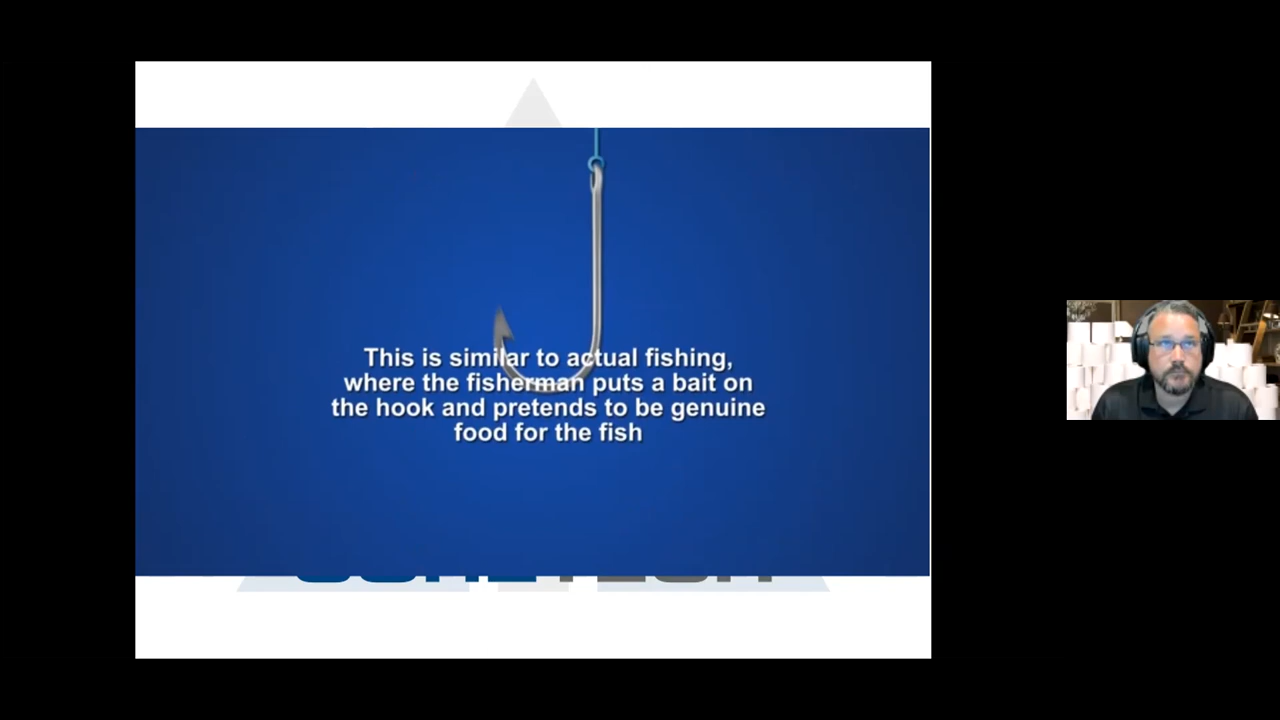 This is similar to actual fishing,
where the fisherman puts a bait on
the hook and pretends to be genuine
food for the fish